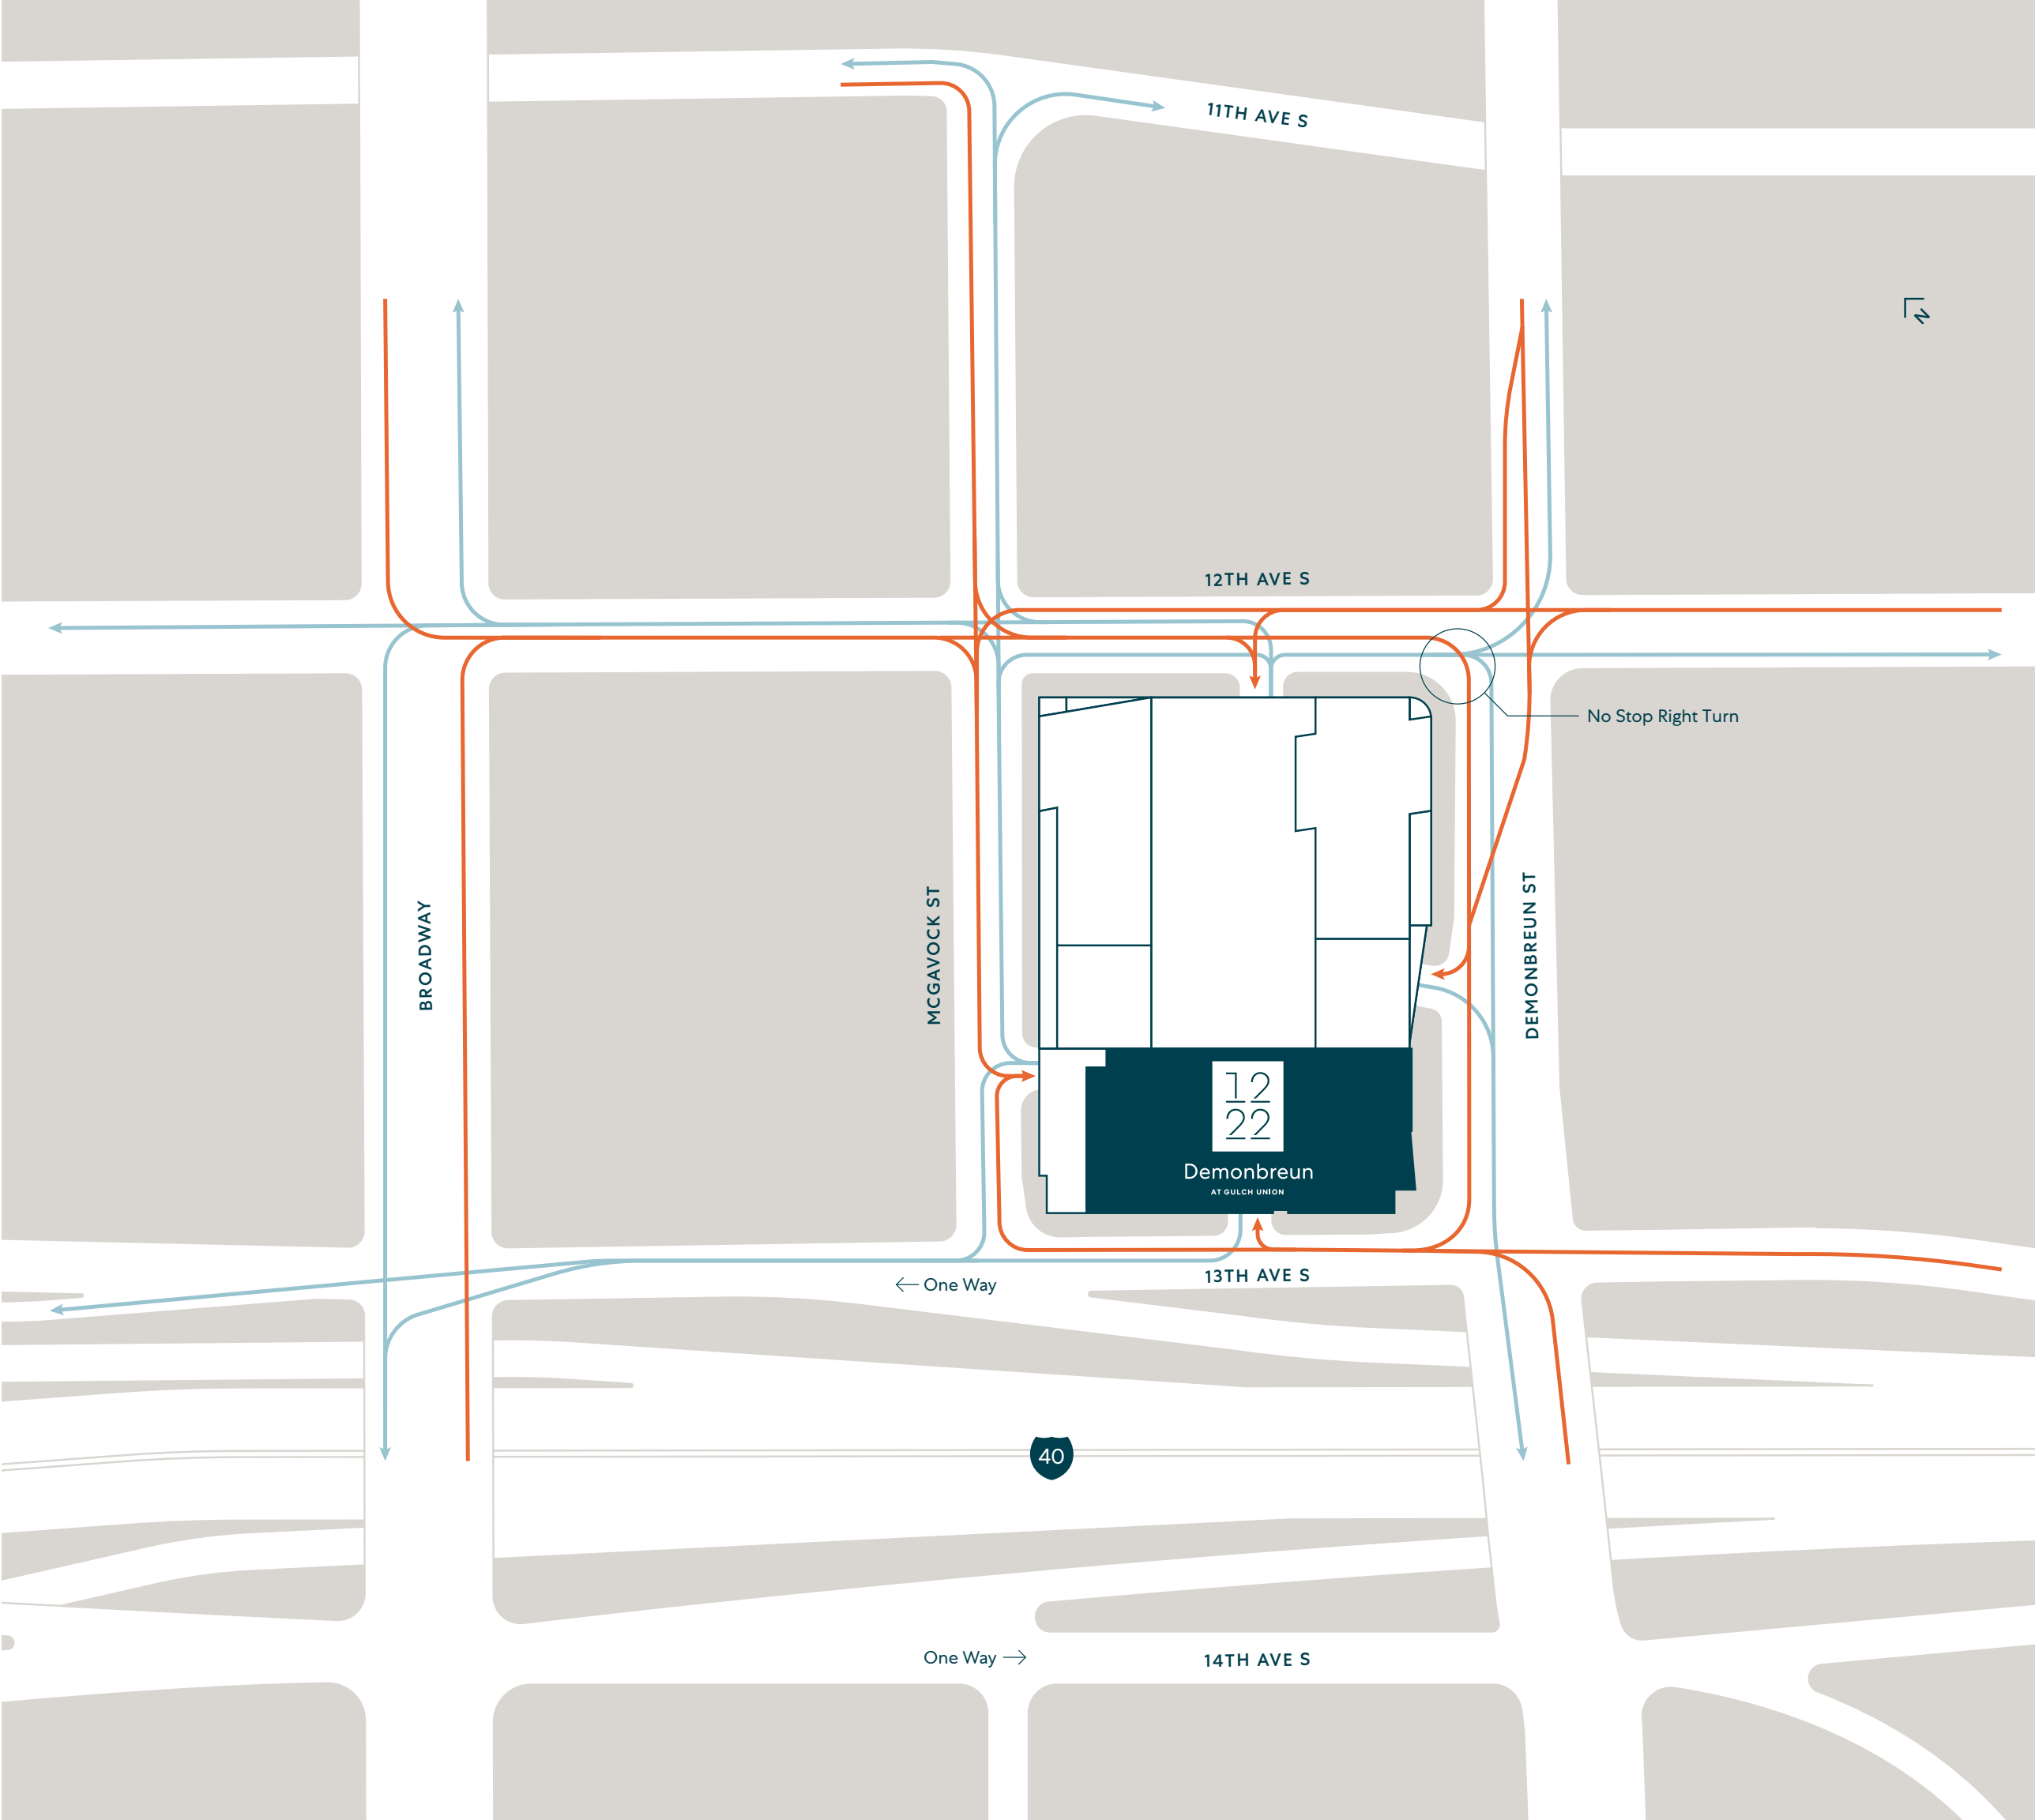 11TH AVE S
N
12TH AVE S
No Stop Right Turn
BROADWAY
MCGAVOCK ST
DEMONBREUN ST
12
22
Demonbreun
AT GULCH UNION
13TH AVE S
One Way
40
One Way
14TH AVE S